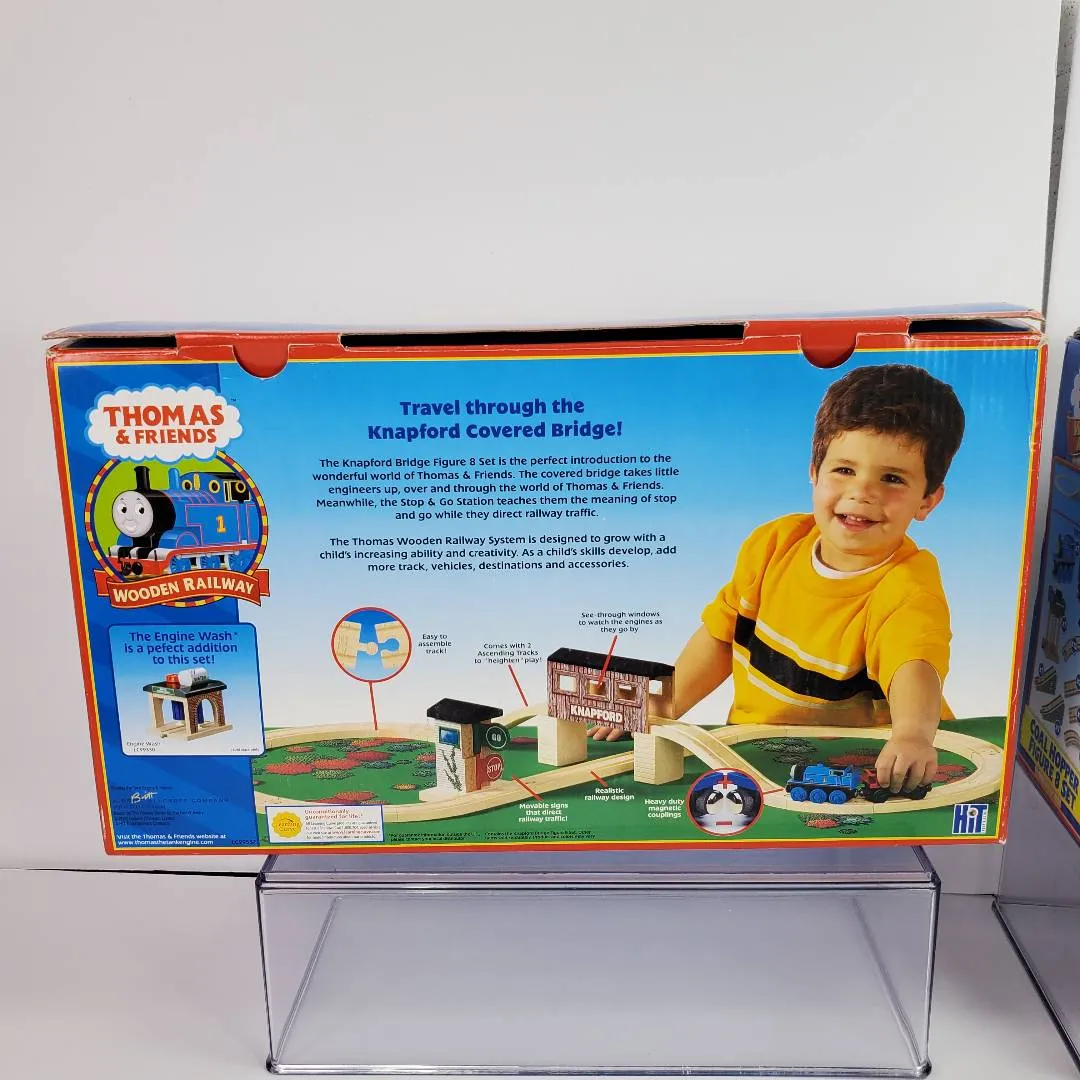 THOMAS
& FRIENDS
1
WOODEN RAILWAY
Travel through the
Knapford Covered Bridge!
The Knapford Bridge Figure 8 Set is the perfect introduction to the
wonderful world of Thomas & Friends. The covered bridge takes little
engineers up, over and through the world of Thomas & Friends.
Meanwhile, the Stop & Go Station teaches them the meaning of stop
and go while they direct railway traffic.
The Thomas Wooden Railway System is designed to grow with a
child's increasing ability and creativity. As a child's skills develop, add
more track, vehicles, destinations and accessories.
The Engine Wash
is a pefect addition
to this set!
Engine Wash
LC99330
Easy to
assemble
track!
Comes with 2
Ascending Tracks
to "heighten" play!
See-through windows
to watch the engines as
they go by
KNAPFORD
GO
STOP
Movable signs
that direct
railway traffic!
Realistic
railway design
Heavy duty
magnetic
couplings
Unconditionally
guaranteed for life!
Learning
Curve
Visit the Thomas & Friends website at
www.thomasthetankengine.com
HiT
COAL HOPPER
FIGURE 8 SET